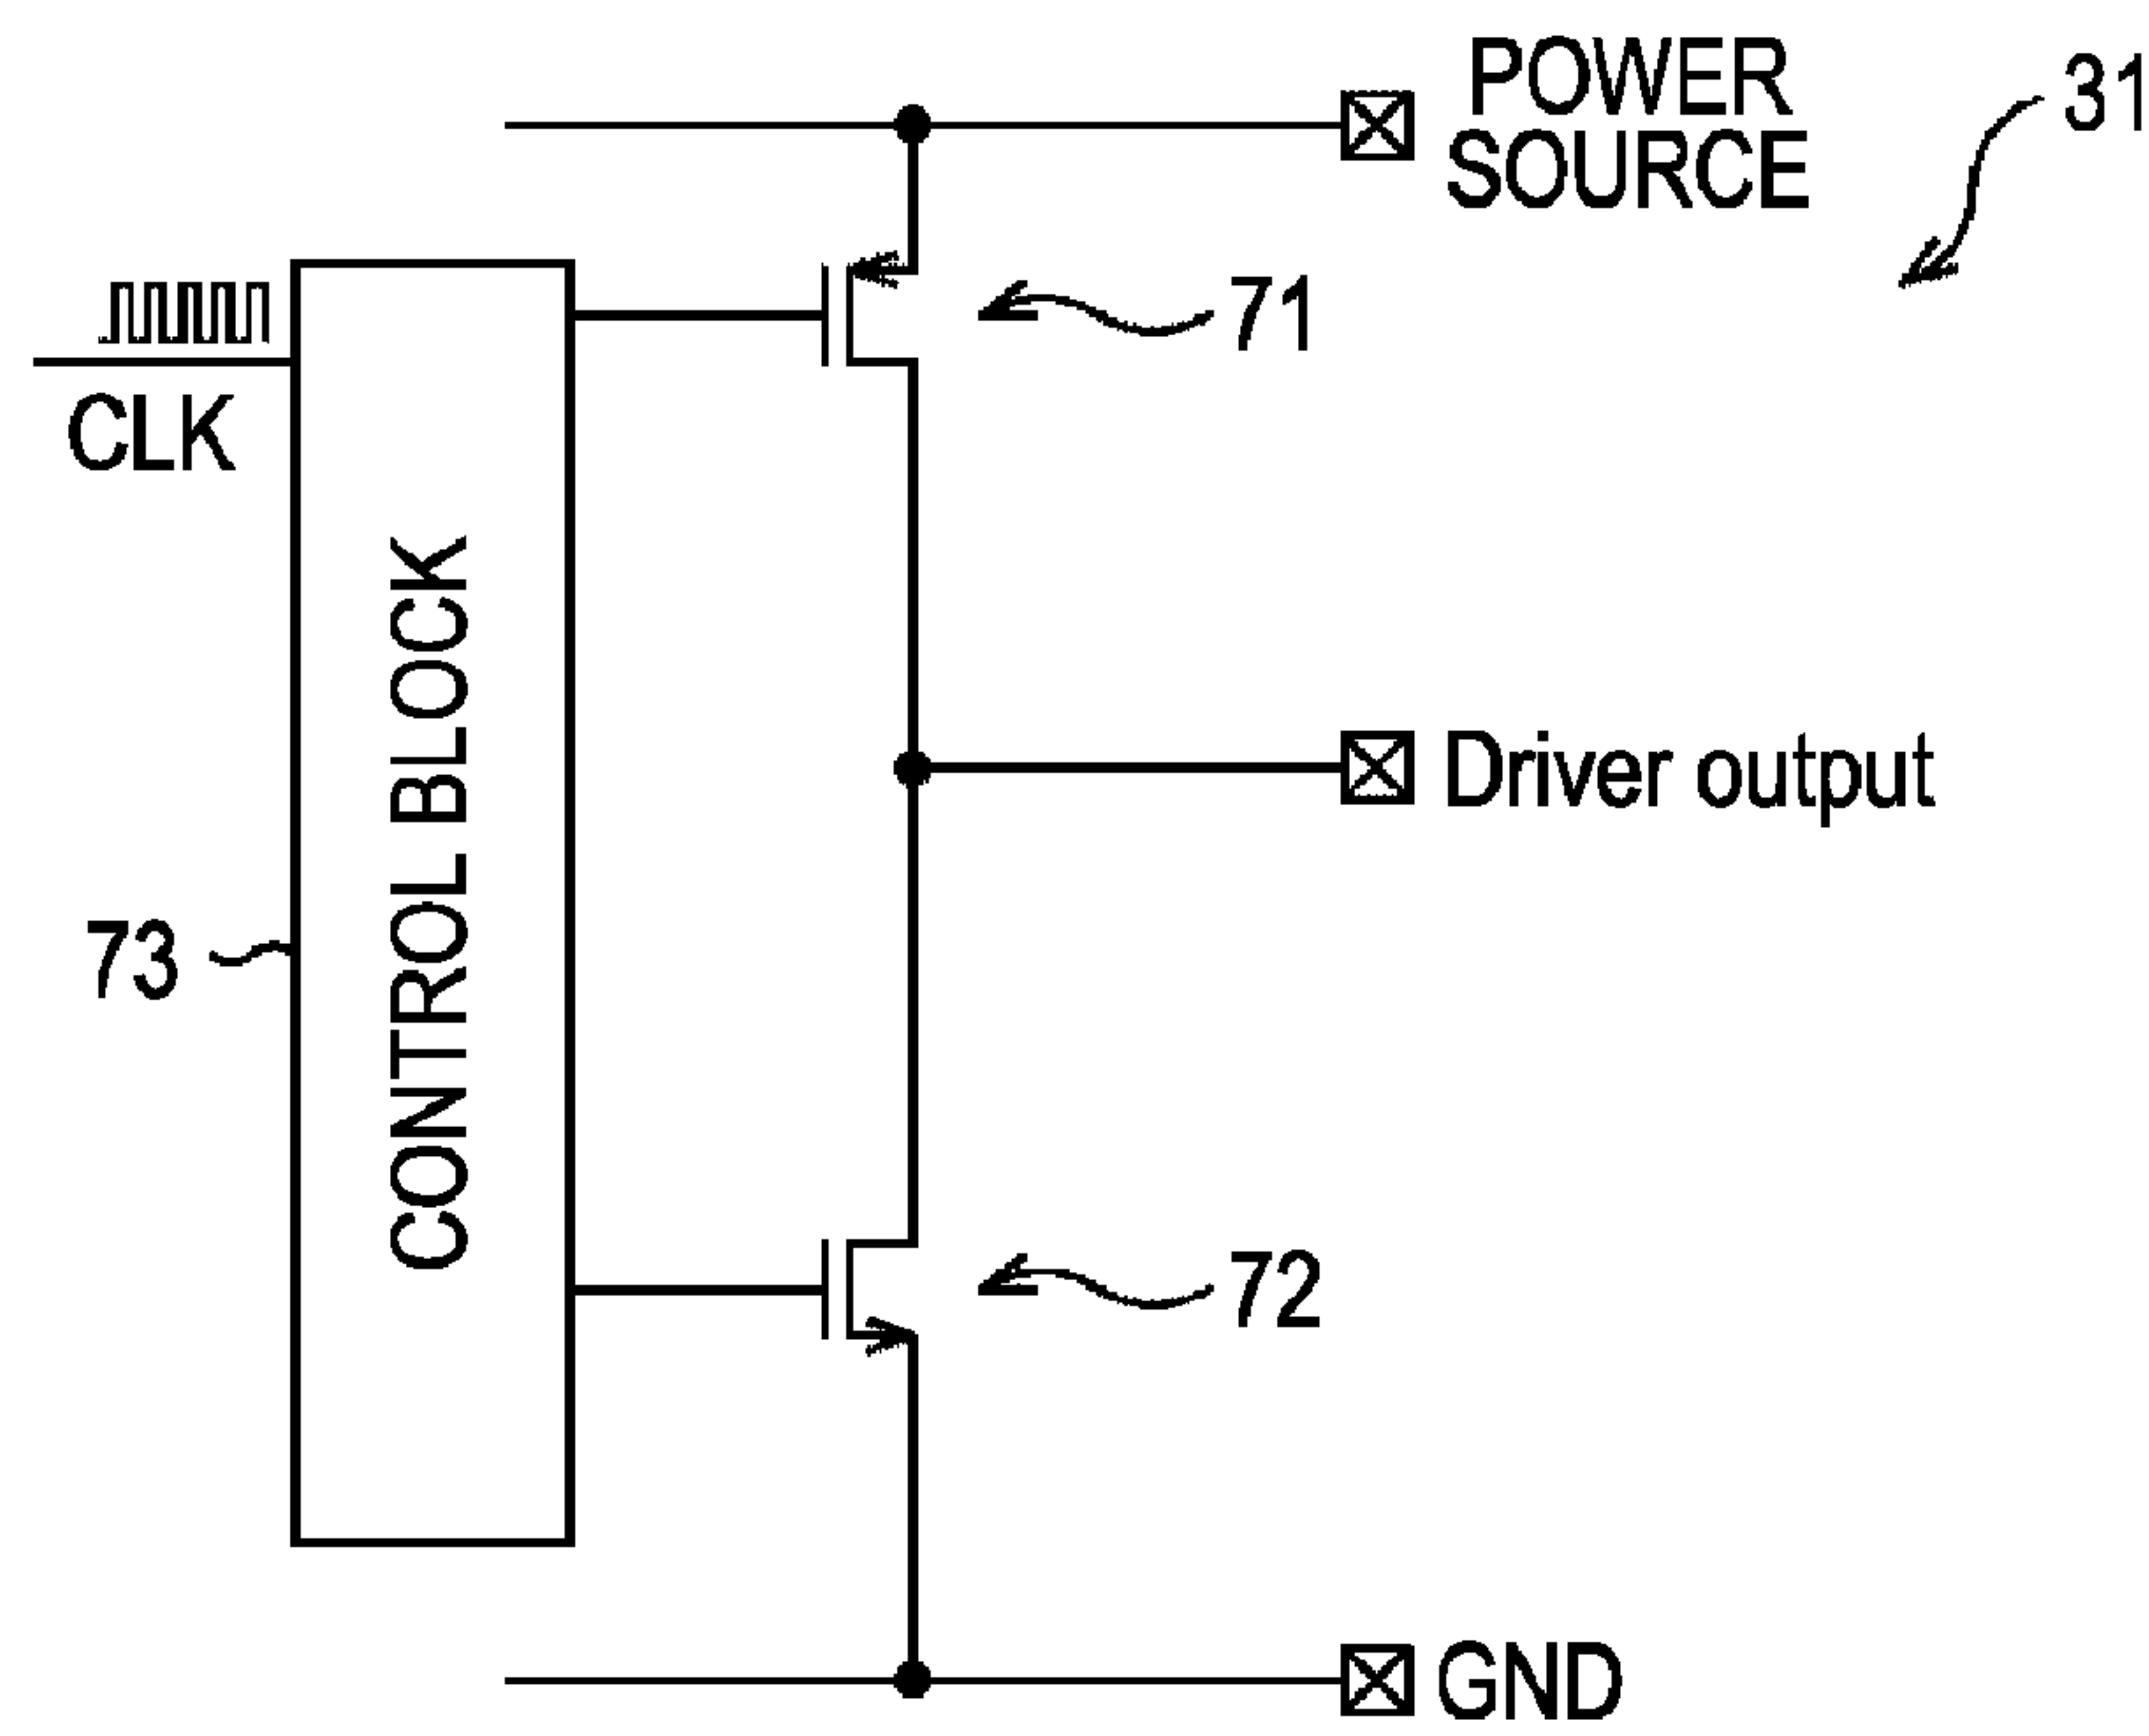 POWER
SOURCE
31
71
CLK
CONTROL BLOCK
Driver output
73
72
GND